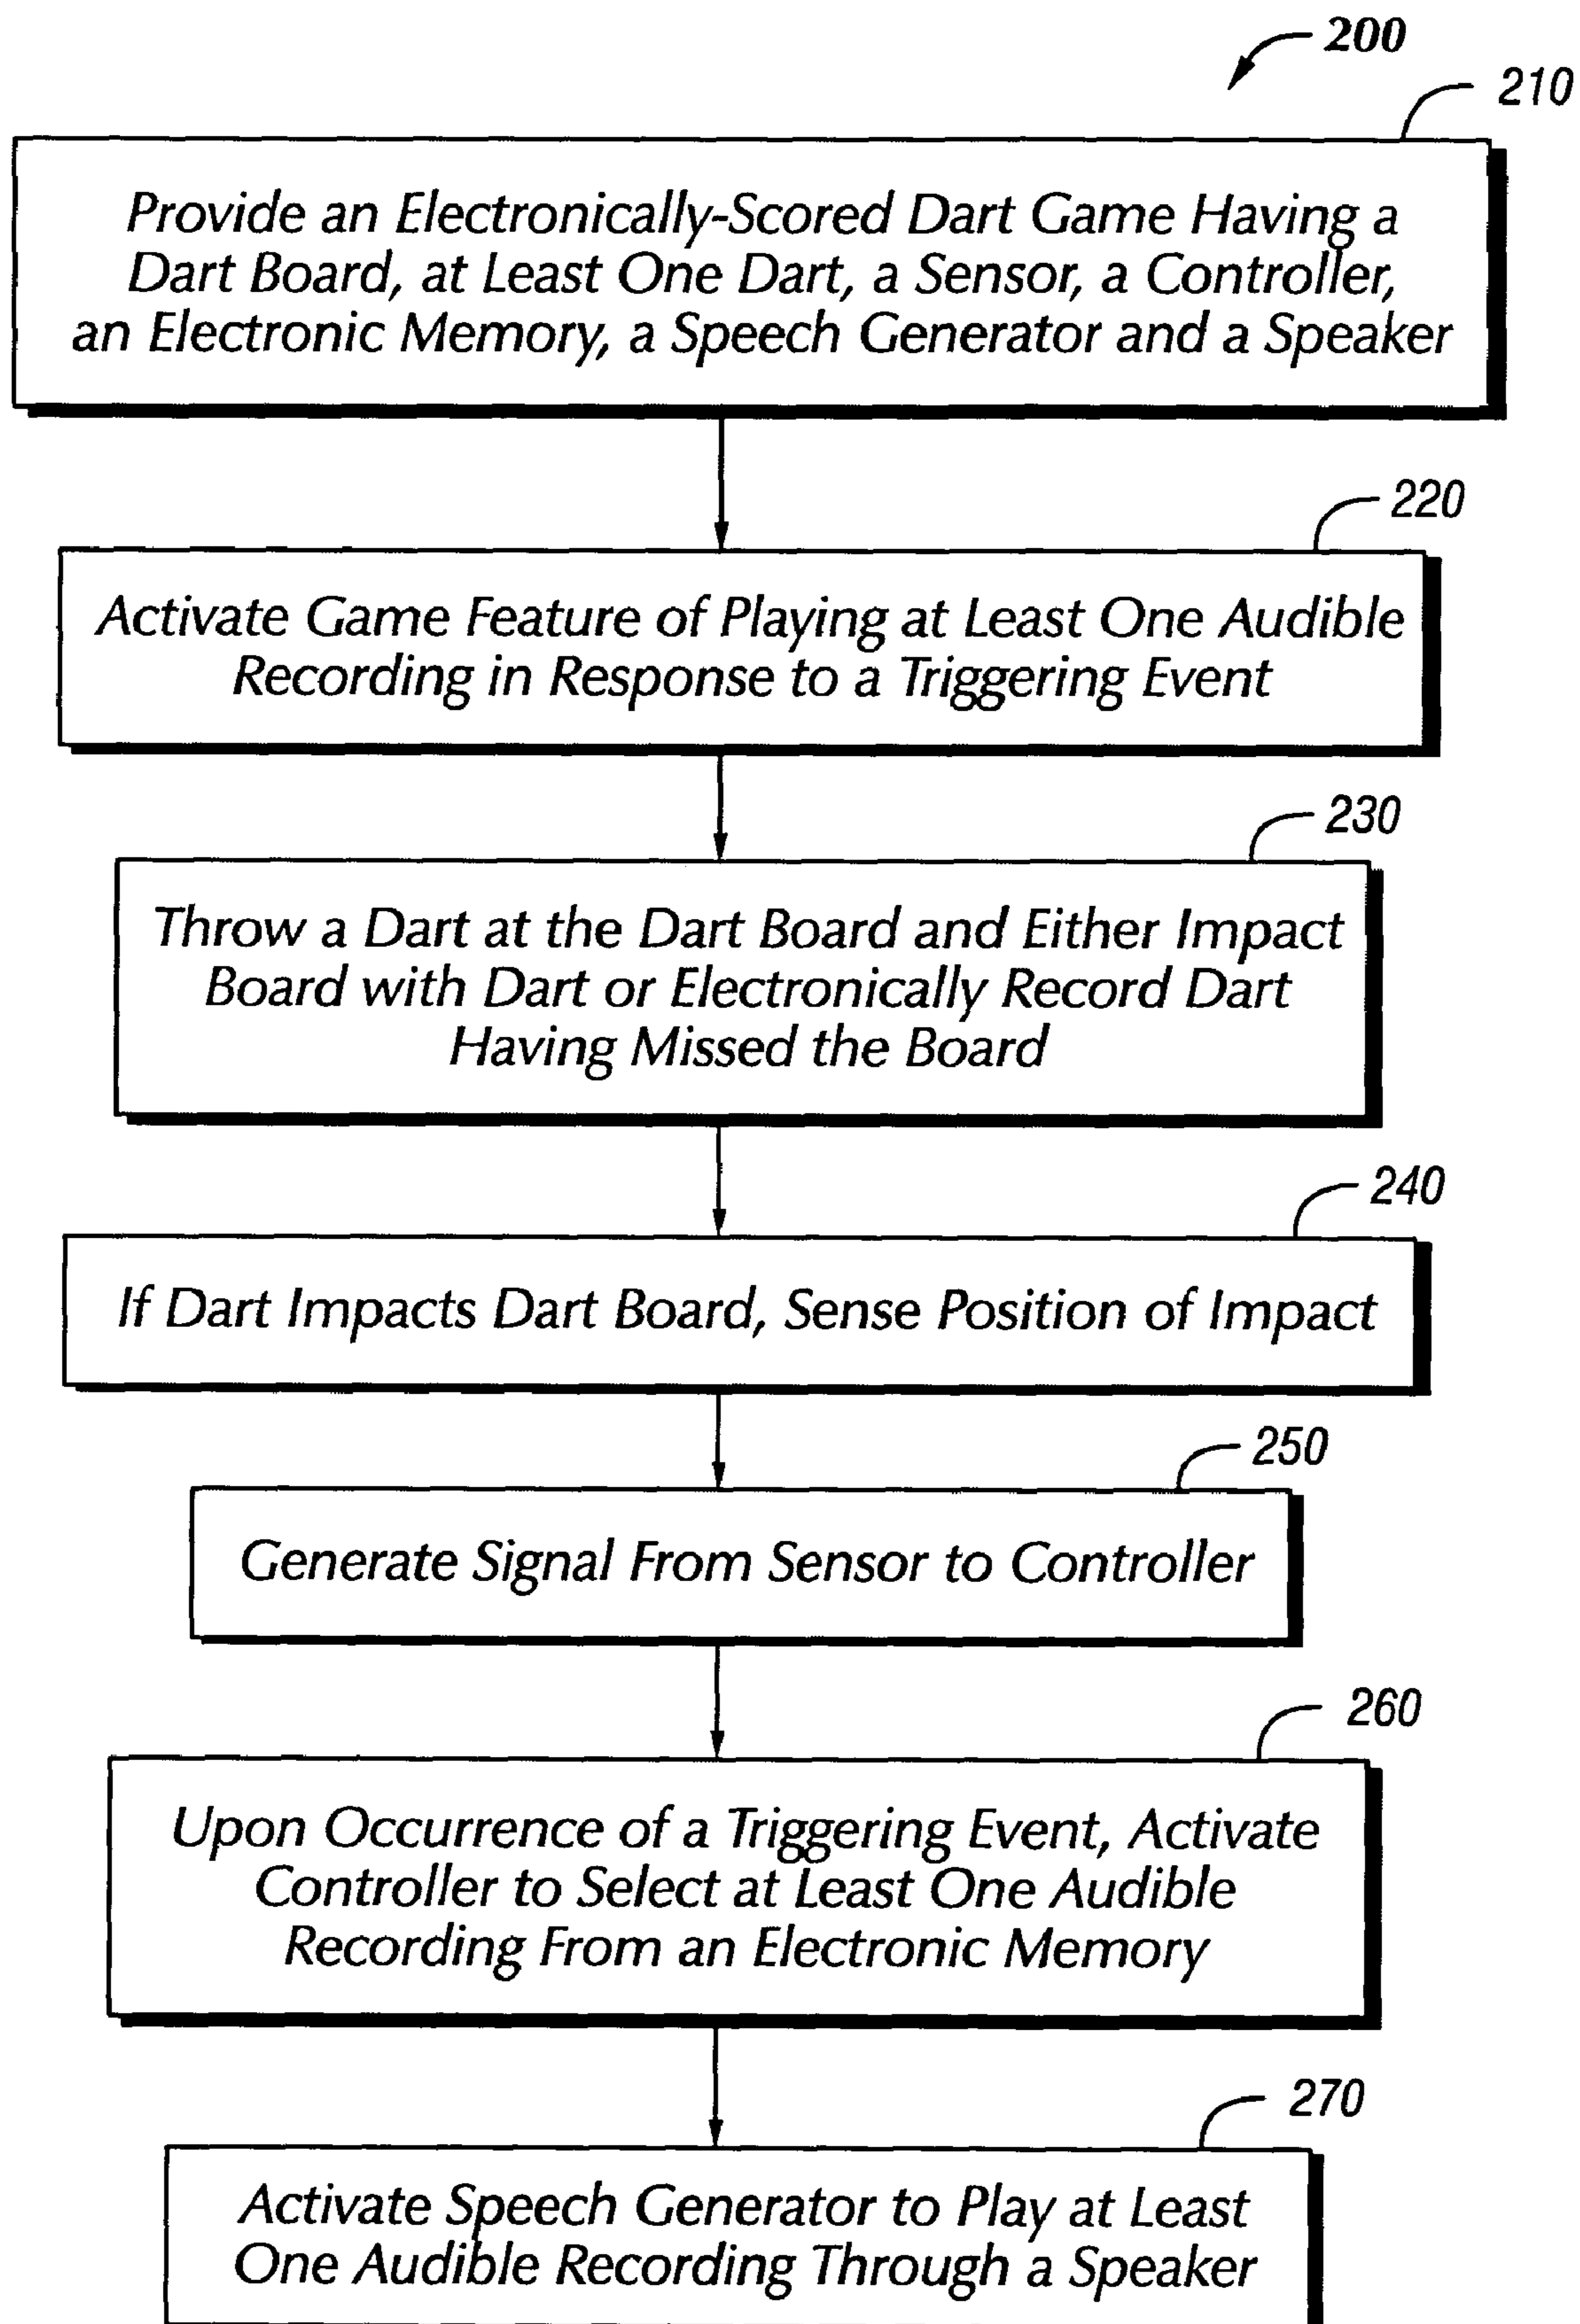 200
210
Provide an Electronically-Scored Dart Game Having a
Dart Board, at Least One Dart, a Sensor, a Controller,
an Electronic Memory, a Speech Generator and a Speaker
220
Activate Game Feature of Playing at Least One Audible
Recording in Response to a Triggering Event
230
Throw a Dart at the Dart Board and Either Impact
Board with Dart or Electronically Record Dart
Having Missed the Board
240
If Dart Impacts Dart Board, Sense Position of Impact
250
Generate Signal From Sensor to Controller
260
Upon Occurrence of a Triggering Event, Activate
Controller to Select at Least One Audible
Recording From an Electronic Memory
270
Activate Speech Generator to Play at Least
One Audible Recording Through a Speaker